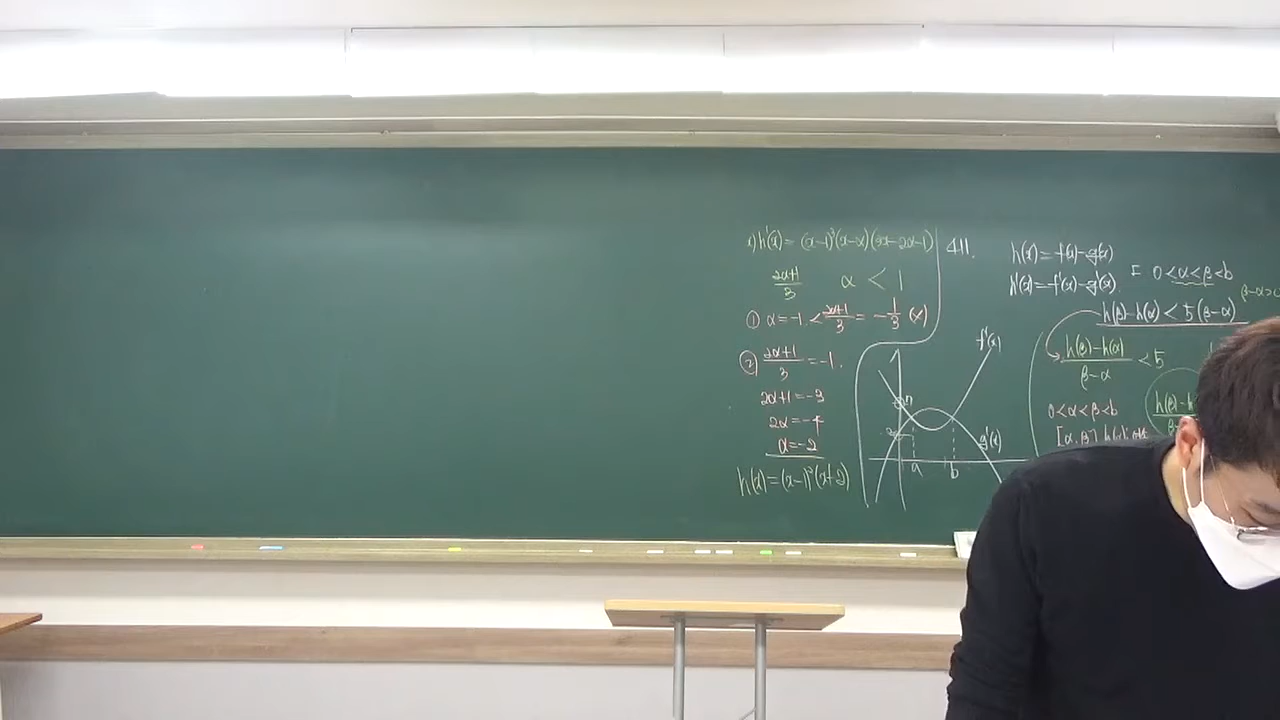 h'(x) = (x-1)³(x-α)(3x-2α-1)
2α+1/3 α < 1
① α = -1 < 2α+1/3 = -1/3 (x)
② 2α+1/3 = -1.
2α+1 = -3
2α = -4
α = -2
h(x) = (x-1)³(x+2)
411.
h(x) = f(x) - g(x)
h'(x) = f'(x) - g'(x).
f'(x)
g'(x)
a b
ㄷ 0 < α < β < b
h(β) - h(α) < 5(β-α)
h(β) - h(α)/β-α < 5
0 < α < β < b